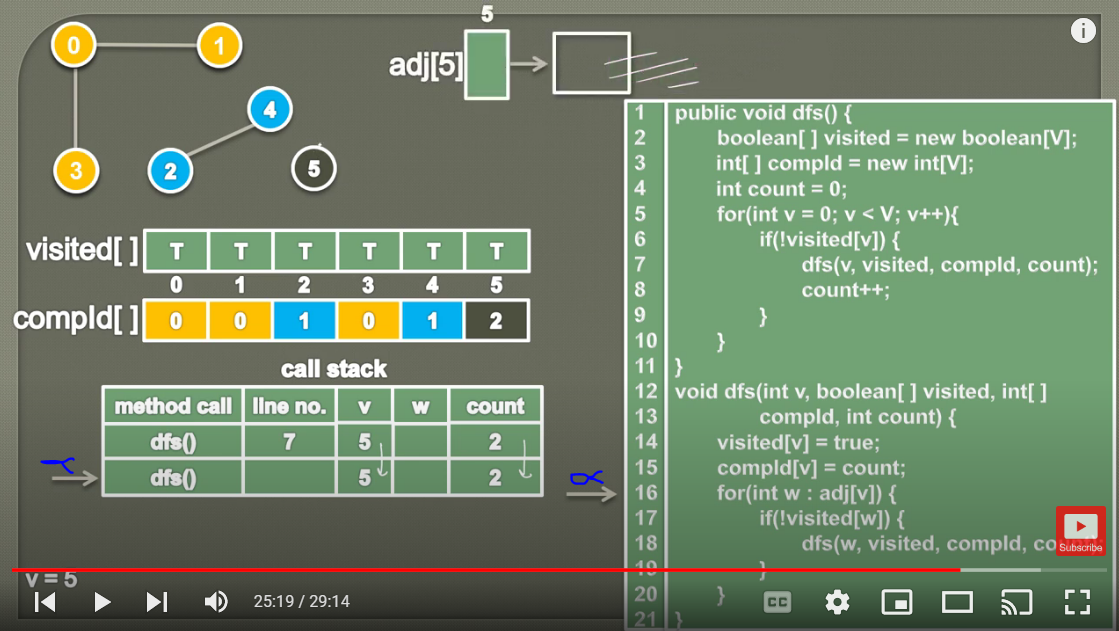 5
0 1
adj[5]
4
3 2 5
visited[ ] T T T T T T
0 1 2 3 4 5
compId[ ] 0 0 1 0 1 2
call stack
method call line no. v w count
dfs() 7 5 2
dfs() 5 2
1 public void dfs() {
2 boolean[ ] visited = new boolean[V];
3 int[ ] compId = new int[V];
4 int count = 0;
5 for(int v = 0; v < V; v++){
6 if(!visited[v]) {
7 dfs(v, visited, compId, count);
8 count++;
9 }
10 }
11 }
12 void dfs(int v, boolean[ ] visited, int[ ]
13 compId, int count) {
14 visited[v] = true;
15 compId[v] = count;
16 for(int w : adj[v]) {
17 if(!visited[w]) {
18 dfs(w, visited, compId,
19 }
20 }
21 }
Subscribe
v = 5
25:19 / 29:14
CC